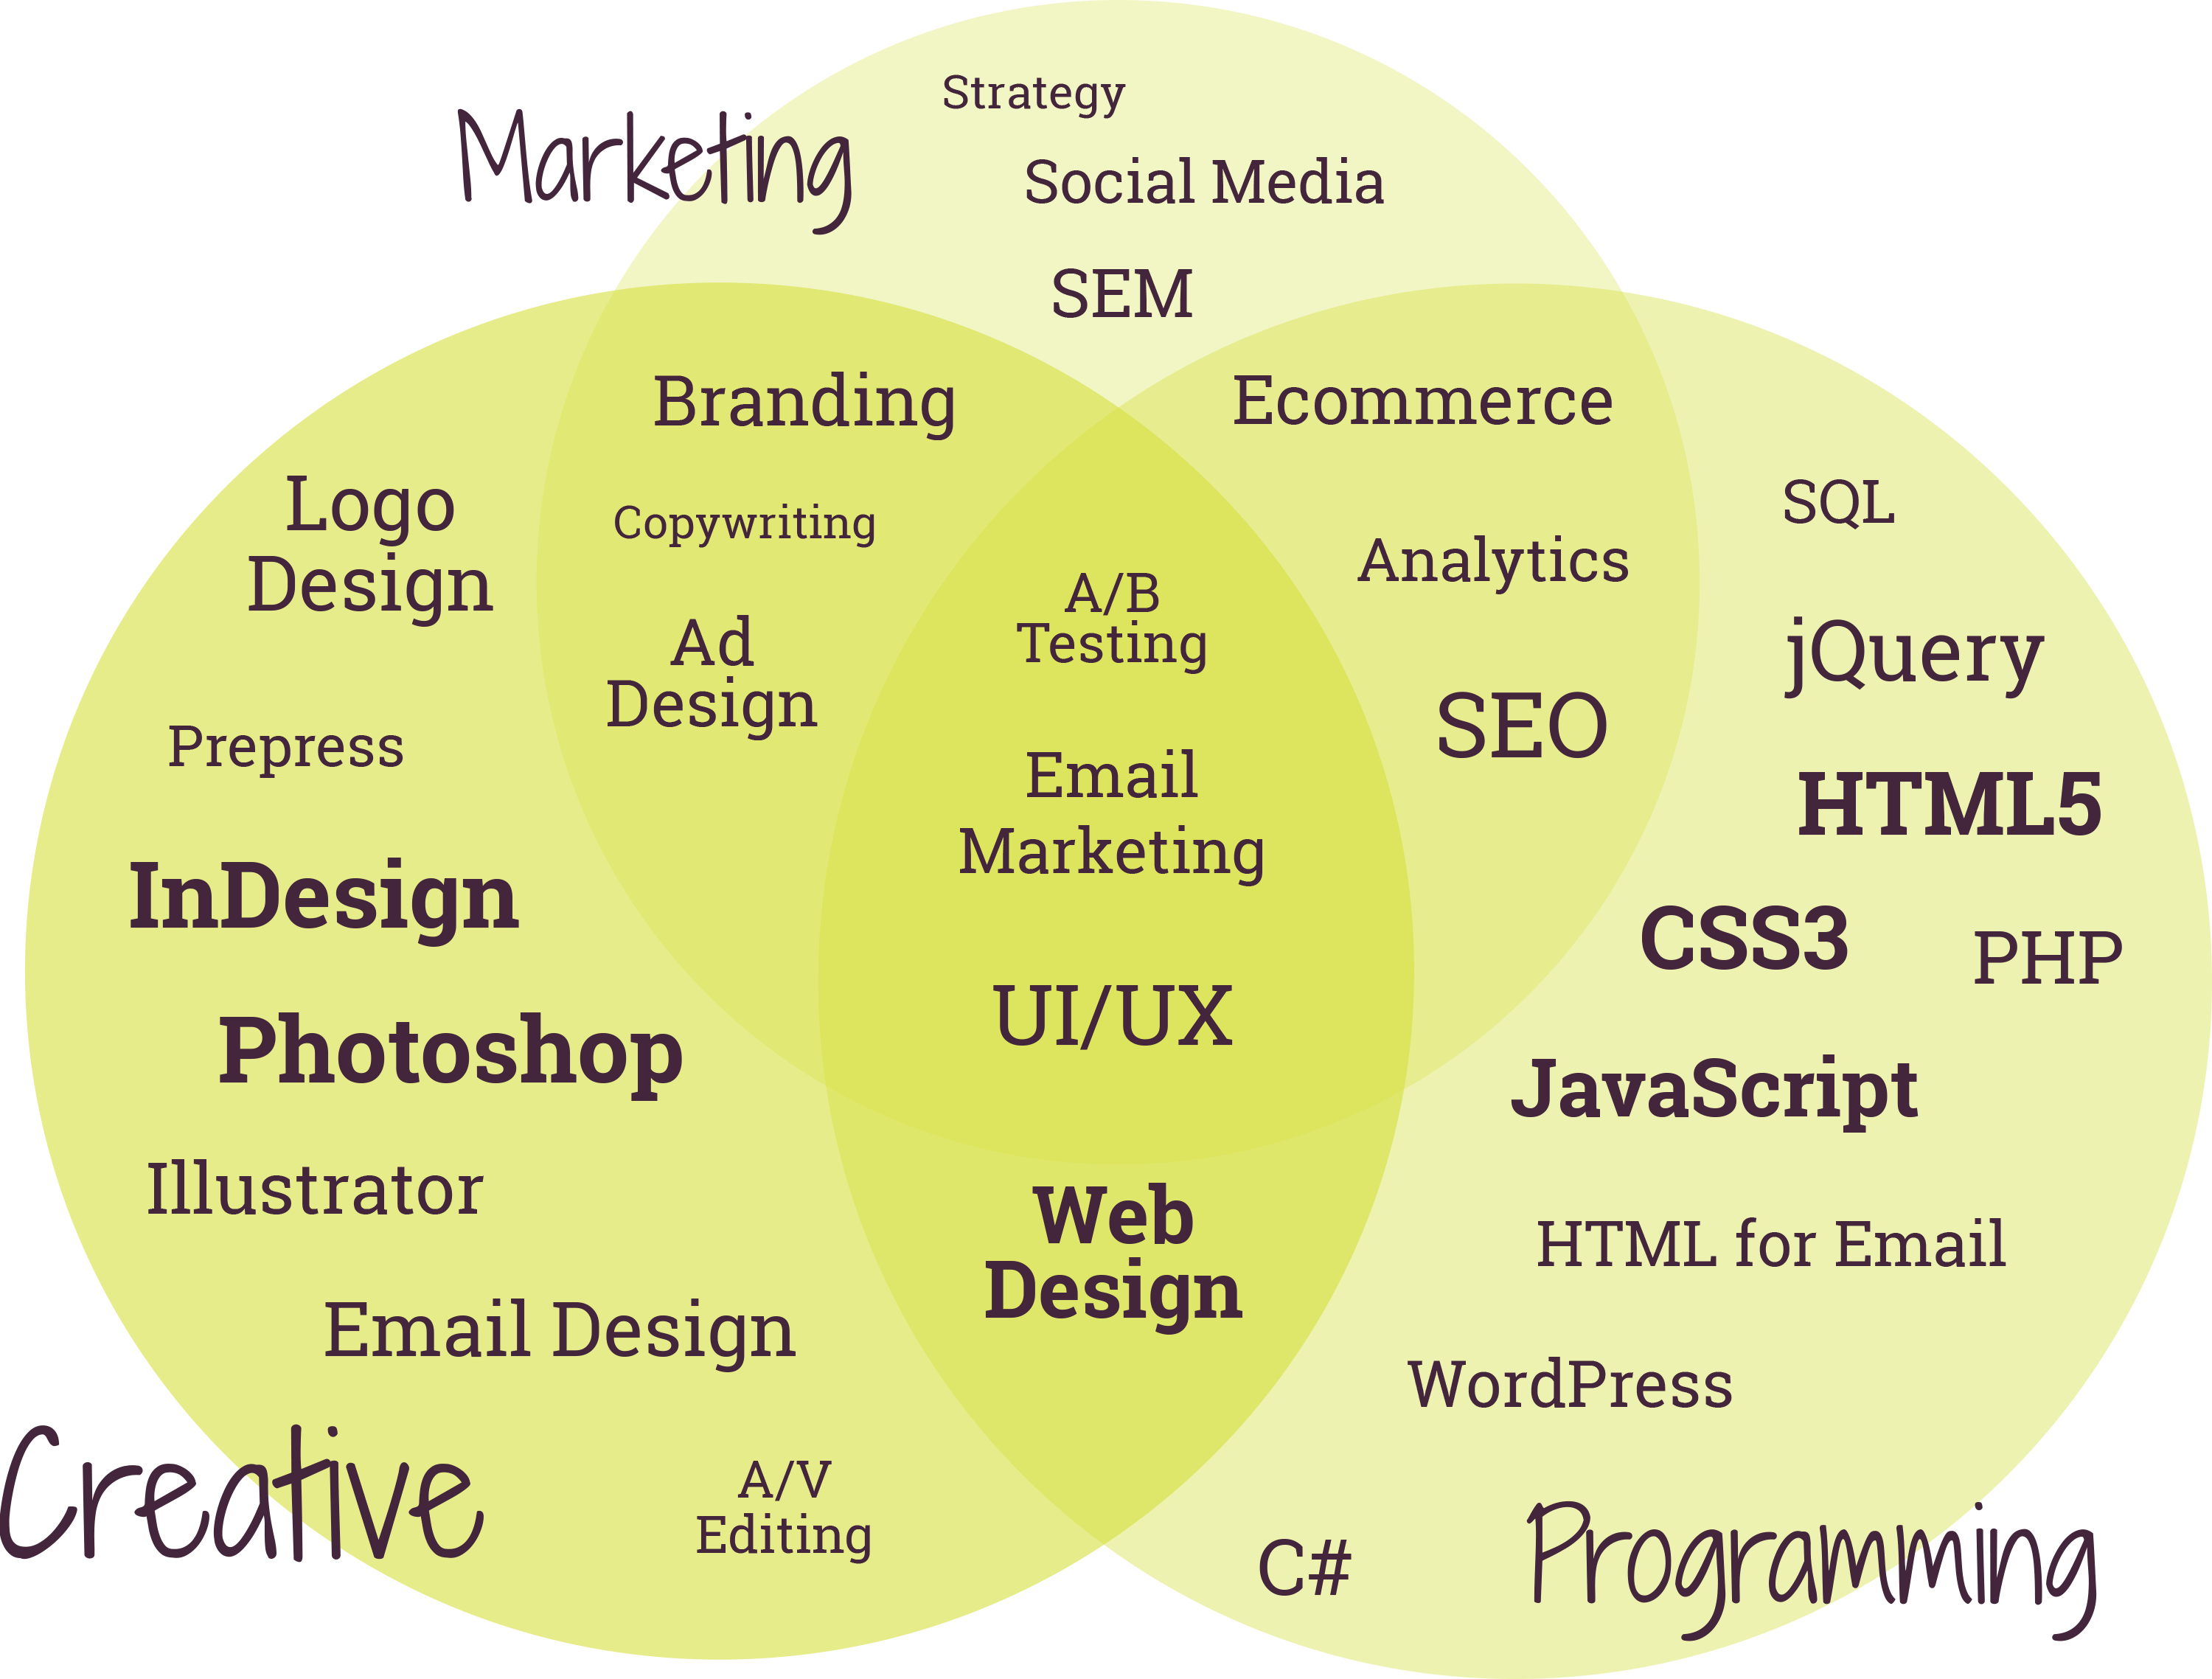 Marketing
Strategy
Social Media
SEM
Branding
Copywriting
Ad
Design
Ecommerce
Analytics
SEO
A/B
Testing
Email
Marketing
UI/UX
Web
Design
Logo
Design
Prepress
InDesign
Photoshop
Illustrator
Email Design
A/V
Editing
Creative
SQL
jQuery
HTML5
CSS3
PHP
JavaScript
HTML for Email
WordPress
C#
Programming